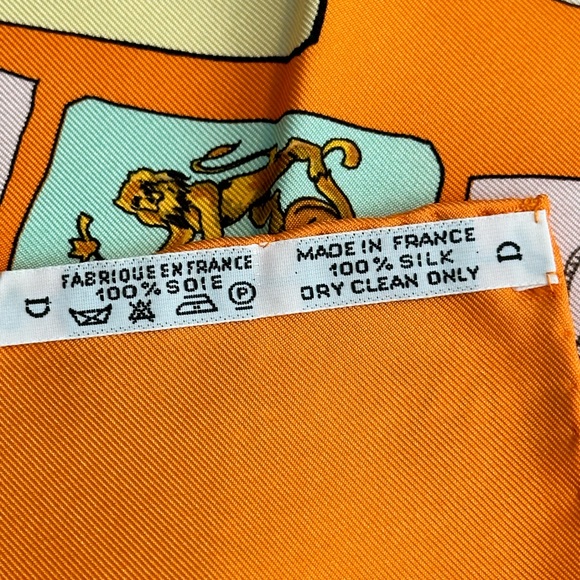 D
FABRIQUE EN FRANCE
100% SOIE
P
MADE IN FRANCE
100% SILK
DRY CLEAN ONLY
D